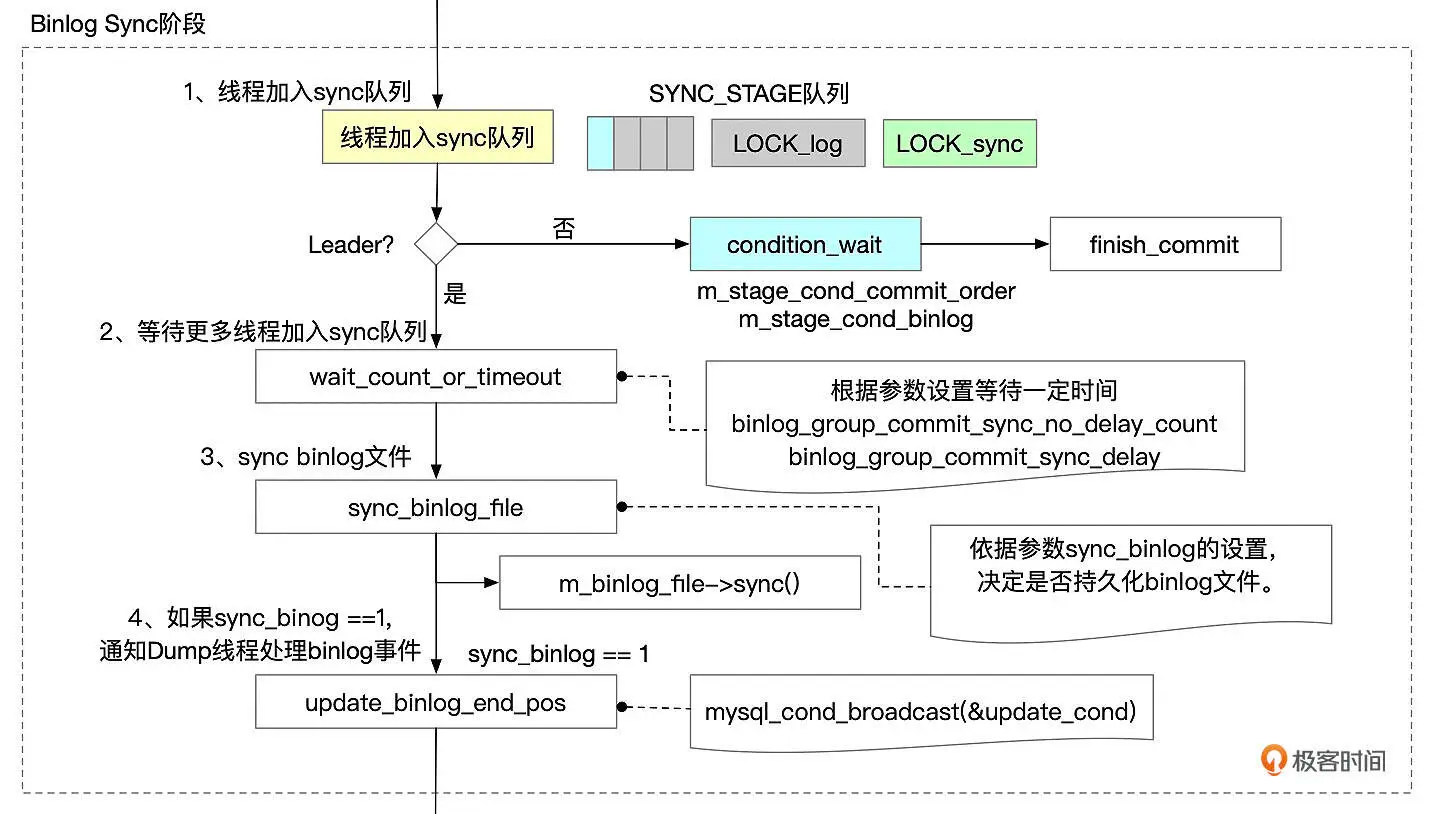 Binlog Sync阶段
1、线程加入sync队列
线程加入sync队列
SYNC_STAGE队列
LOCK_log
LOCK_sync
Leader?
否
condition_wait
finish_commit
m_stage_cond_commit_order
m_stage_cond_binlog
是
2、等待更多线程加入sync队列
wait_count_or_timeout
根据参数设置等待一定时间
binlog_group_commit_sync_no_delay_count
binlog_group_commit_sync_delay
3、sync binlog文件
sync_binlog_file
依据参数sync_binlog的设置，
决定是否持久化binlog文件。
m_binlog_file->sync()
4、如果sync_binog ==1,
通知Dump线程处理binlog事件
sync_binlog == 1
update_binlog_end_pos
mysql_cond_broadcast(&update_cond)
极客时间